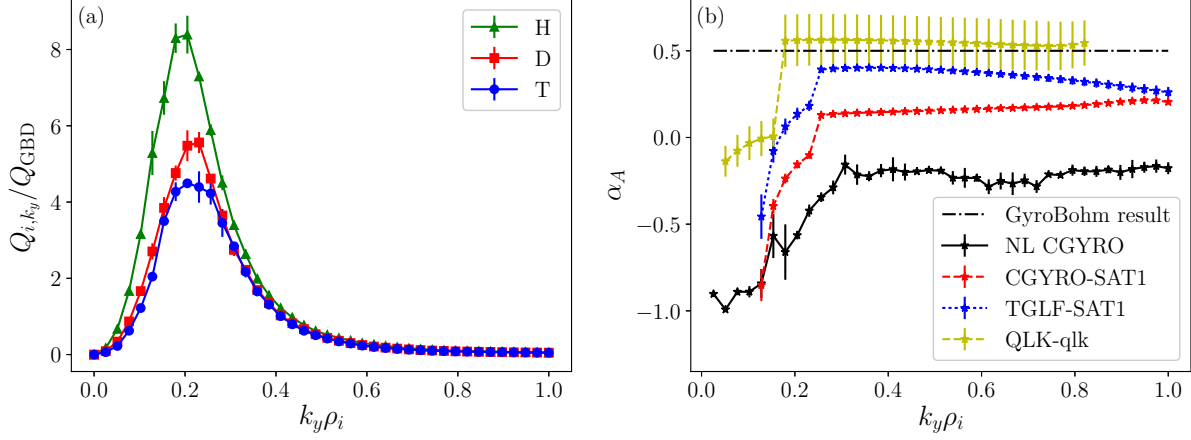 (a)
H
D
T
8
6
4
2
0
Q_{i,k_y}/Q_{GBD}
0.0 0.2 0.4 0.6 0.8 1.0
k_yρ_i
(b)
0.5
0.0
−0.5
−1.0
α_A
GyroBohm result
NL CGYRO
CGYRO-SAT1
TGLF-SAT1
QLK-qlk
0.0 0.2 0.4 0.6 0.8 1.0
k_yρ_i